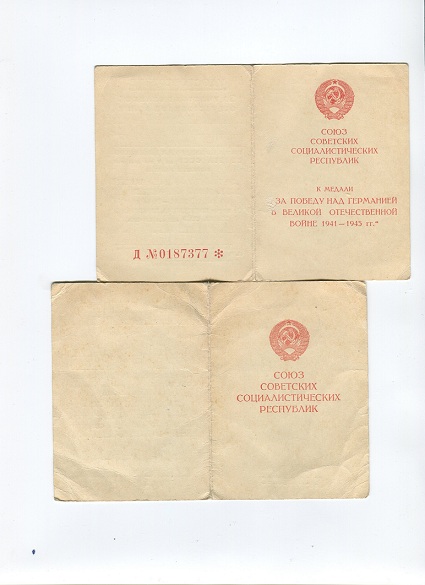 СОЮЗ
СОВЕТСКИХ
СОЦИАЛИСТИЧЕСКИХ
РЕСПУБЛИК
К МЕДАЛИ
„ЗА ПОБЕДУ НАД ГЕРМАНИЕЙ
В ВЕЛИКОЙ ОТЕЧЕСТВЕННОЙ
ВОЙНЕ 1941—1945 гг.“
Д №0187377 *
СОЮЗ
СОВЕТСКИХ
СОЦИАЛИСТИЧЕСКИХ
РЕСПУБЛИК